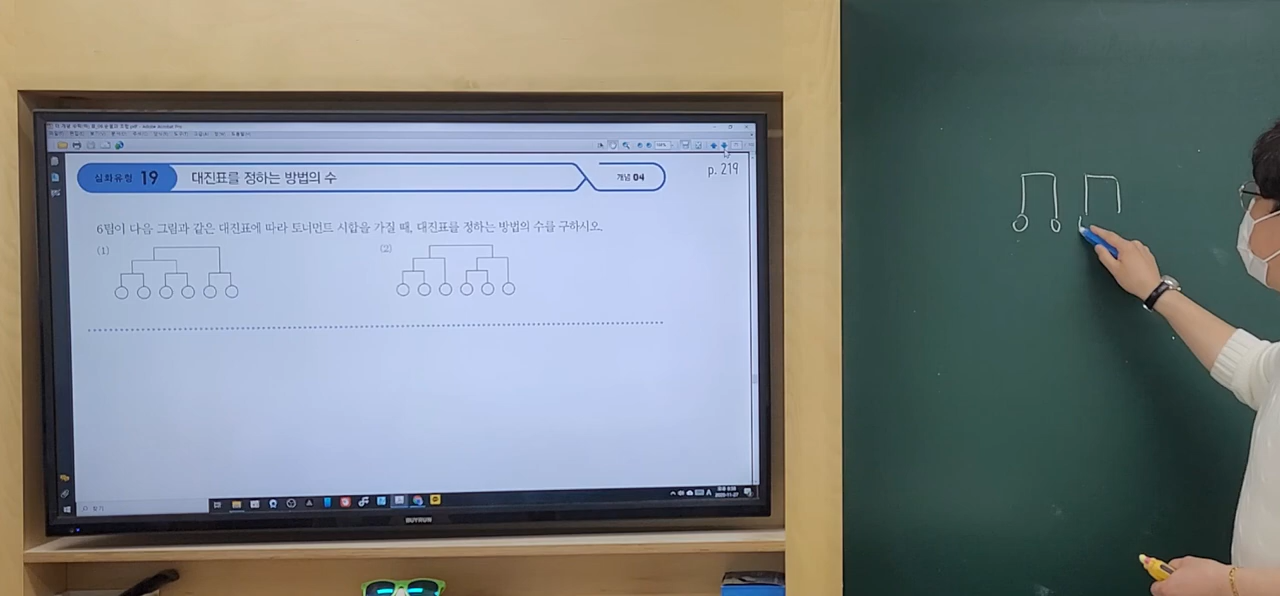 심화유형 19 대진표를 정하는 방법의 수 개념 04 p. 219
6팀이 다음 그림과 같은 대진표에 따라 토너먼트 시합을 가질 때, 대진표를 정하는 방법의 수를 구하시오.
(1) (2)